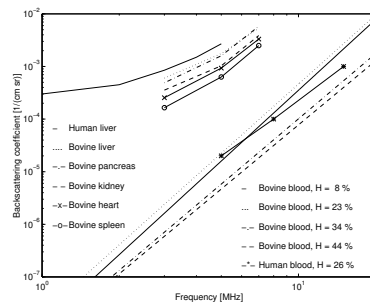 10⁻²
10⁻³
10⁻⁴
10⁻⁵
10⁻⁶
10⁻⁷
Backscattering coefficient [1/(cm sr)]
Human liver
Bovine liver
Bovine pancreas
Bovine kidney
Bovine heart
Bovine spleen
Bovine blood, H = 8 %
Bovine blood, H = 23 %
Bovine blood, H = 34 %
Bovine blood, H = 44 %
Human blood, H = 26 %
10⁰
10¹
Frequency [MHz]